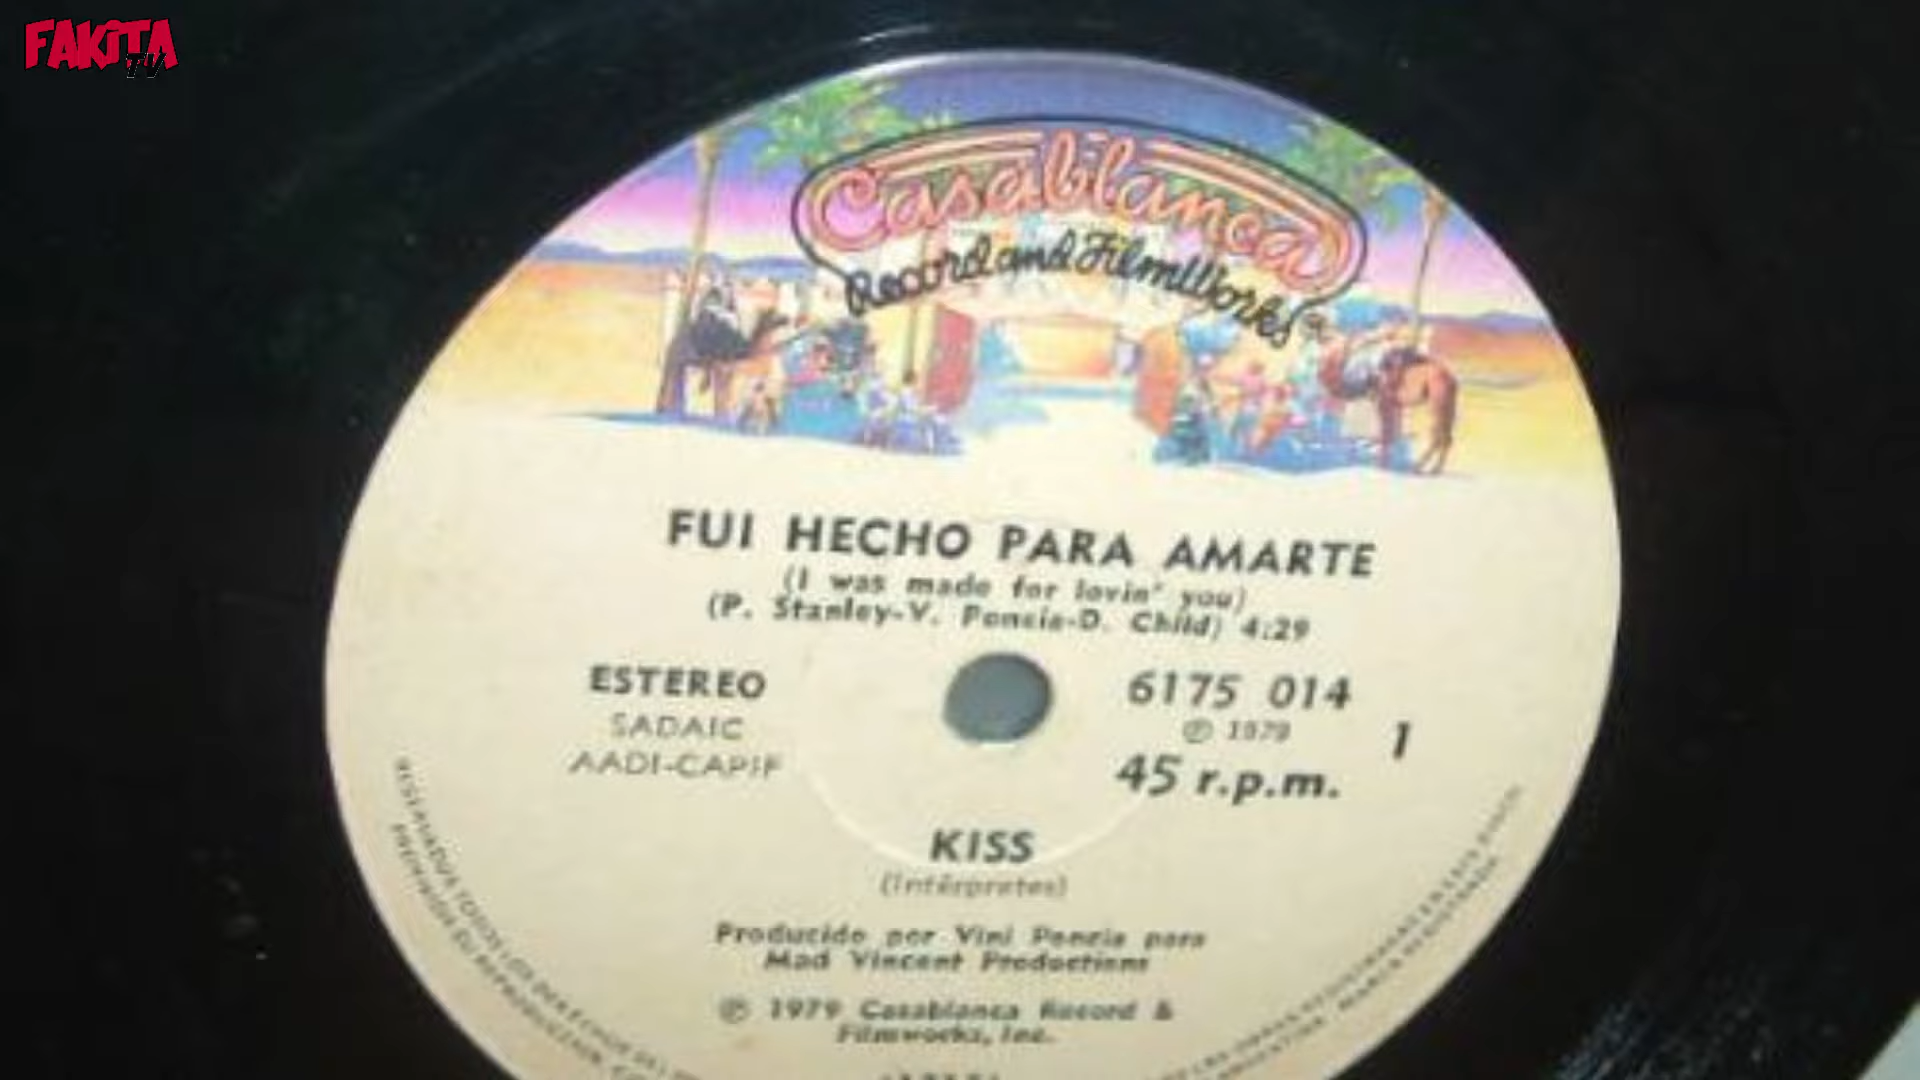 FAKiTA
TV
Casablanca
Record and FilmWorks
FUI HECHO PARA AMARTE
(I was made for lovin' you)
(P. Stanley-V. Poncia-D. Child) 4:29
ESTEREO
SADAIC
AADI-CAPIF
6175 014
℗ 1979
1
45 r.p.m.
KISS
(Intérpretes)
Producido por Vini Poncia para
Mad Vincent Productions
℗ 1979 Casablanca Record &
Filmworks, Inc.